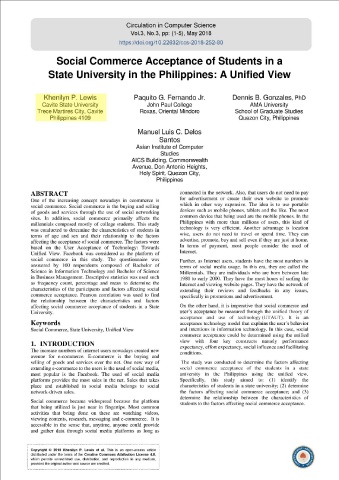 Circulation in Computer Science
Vol.3, No.3, pp: (1-5), May 2018
https://doi.org/10.22632/ccs-2018-252-60
Social Commerce Acceptance of Students in a
State University in the Philippines: A Unified View
Khenilyn P. Lewis
Cavite State University
Trece Martires City, Cavite
Philippines 4109
Paquito G. Fernando Jr.
John Paul College
Roxas, Oriental Mindoro
Dennis B. Gonzales, PhD
AMA University
School of Graduate Studies
Quezon City, Philippines
Manuel Luis C. Delos
Santos
Asian Institute of Computer
Studies
AICS Building, Commonwealth
Avenue, Don Antonio Heights,
Holy Spirit, Quezon City,
Philippines
ABSTRACT
One of the increasing concept nowadays in ecommerce is
social commerce. Social commerce is the buying and selling
of goods and services through the use of social networking
sites. In addition, social commerce primarily affects the
millennials composed mostly of college students. This study
was conducted to determine the characteristics of students in
terms of age and sex and their relationship to the factors
affecting the acceptance of social commerce. The factors were
based on the User Acceptance of Technology: Towards
Unified View. Facebook was considered as the platform of
social commerce in this study. The questionnaire was
answered by 100 respondents composed of Bachelor of
Science in Information Technology and Bachelor of Science
in Business Management. Descriptive statistics was used such
as frequency count, percentage and mean to determine the
characteristics of the participants and factors affecting social
commerce acceptance. Pearson correlation was used to find
the relationship between the characteristics and factors
affecting social commerce acceptance of students in a State
University.
Keywords
Social Commerce, State University, Unified View
1. INTRODUCTION
The increase numbers of internet users nowadays created new
avenue for e-commerce. E-commerce is the buying and
selling of goods and services over the net. One new way of
extending e-commerce to the users is the used of social media,
most popular is the Facebook. The used of social media
platforms provides the most sales in the net. Sales that takes
place and established in social media belongs to social
network-driven sales.
Social commerce became widespread because the platform
that being utilized is just near in fingertips. Most common
activities that being done on there are watching videos,
viewing contents, research, messaging and e-commerce. It is
accessible in the sense that, anytime, anyone could provide
and gather data through social media platforms as long as
connected in the network. Also, that users do not need to pay
for advertisement or create their own website to promote
which in other way expensive. The idea is to use portable
devices such as mobile phones, tablets and the like. The most
common device that being used are the mobile phones. In the
Philippines with more than millions of users, this kind of
technology is very efficient. Another advantage is location
wise, users do not need to travel or spend time. They can
advertise, promote, buy and sell even if they are just at home.
In terms of payment, most people consider the used of
Internet.
Further, as Internet users, students have the most numbers in
terms of social media usage. In this era, they are called the
Millennials. They are individuals who are born between late
1980 to early 2000. They have the most hours of surfing the
Internet and viewing website pages. They have the network of
extending their reviews and feedbacks in any issues,
specifically in promotions and advertisement.
On the other hand, it is imperative that social commerce and
user's acceptance be measured through the unified theory of
acceptance and use of technology (UTAUT). It is an
acceptance technology model that explains the user's behavior
and intentions in information technology. In this case, social
commerce acceptance could be determined using the unified
view with four key constructs namely performance
expectancy, effort expectancy, social influence and facilitating
conditions.
The study was conducted to determine the factors affecting
social commerce acceptance of the students in a state
university in the Philippines using the unified view.
Specifically, this study aimed to: (1) identify the
characteristics of students in a state university; (2) determine
the factors affecting social commerce acceptance; and (3)
determine the relationship between the characteristics of
students to the factors affecting social commerce acceptance.
Copyright © 2018 Khenilyn P. Lewis et al. This is an open-access article
distributed under the terms of the Creative Commons Attribution License 4.0,
which permits unrestricted use, distribution, and reproduction in any medium,
provided the original author and source are credited.